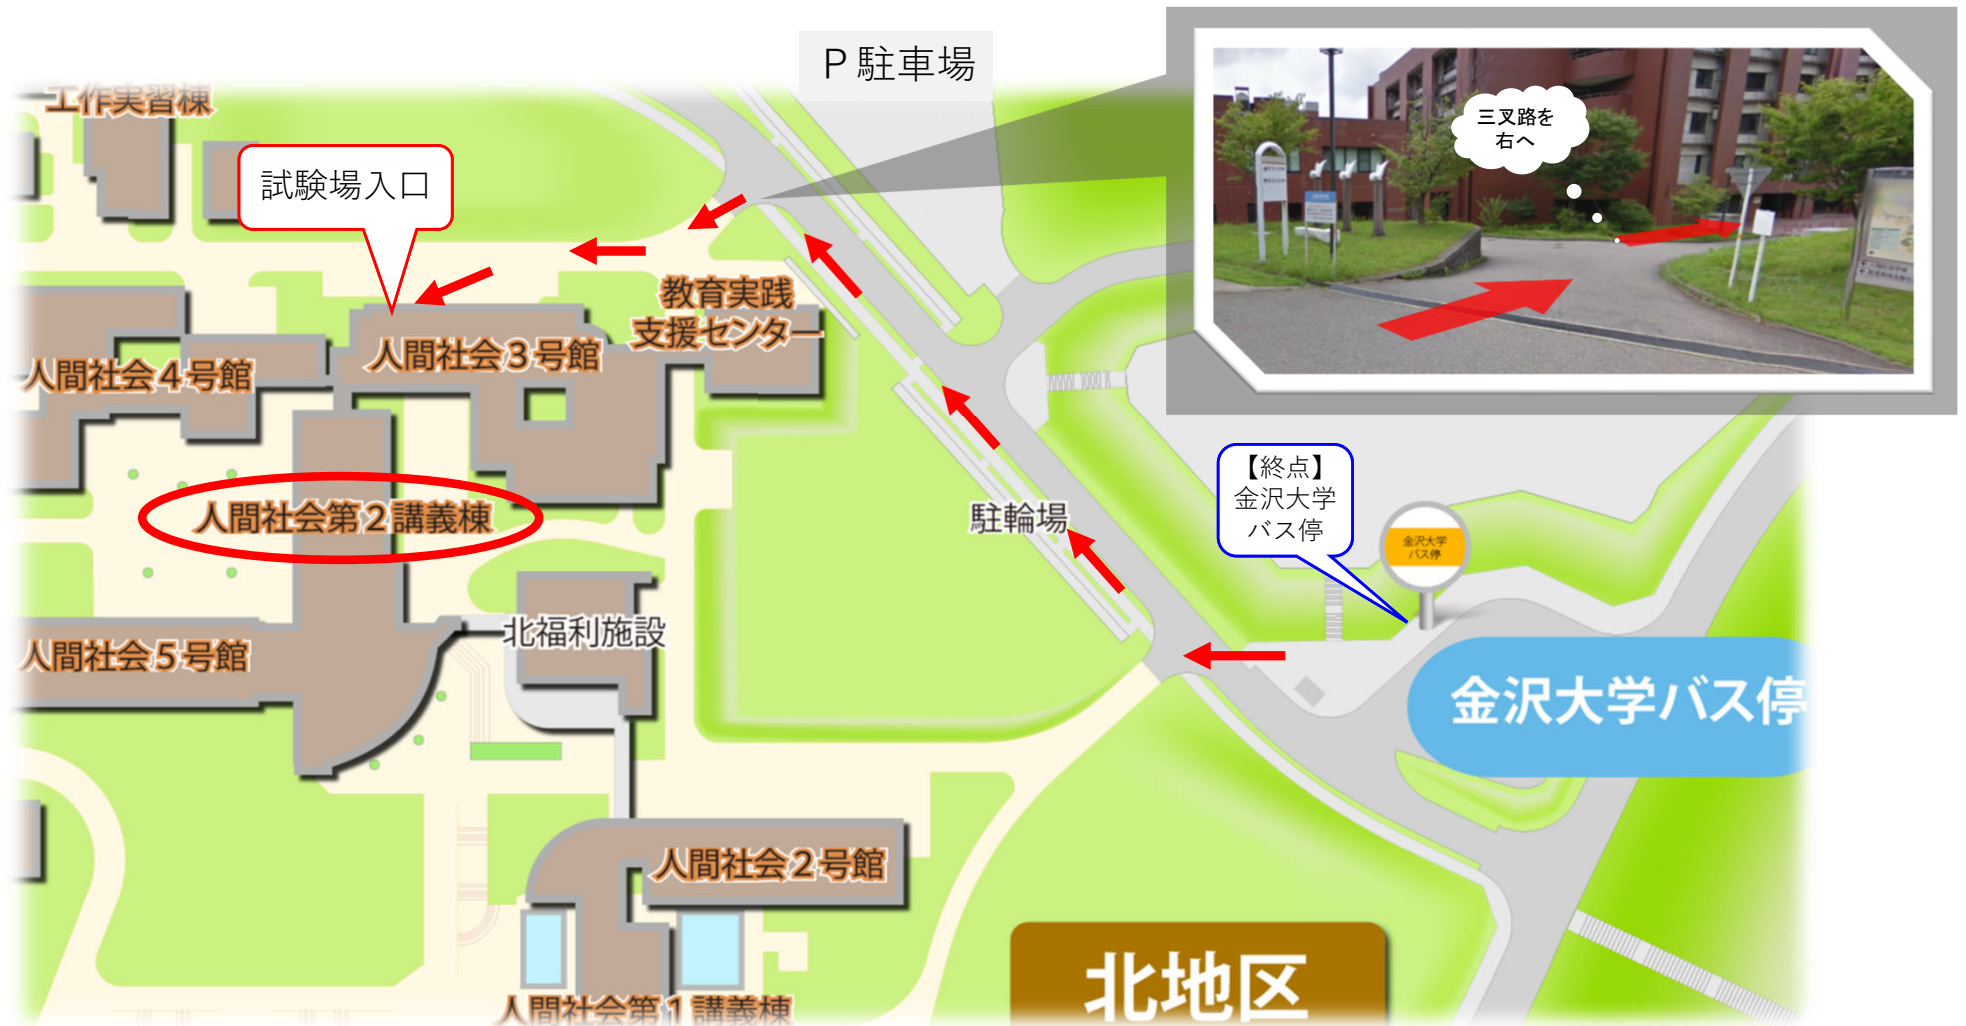 Ｐ駐車場
三叉路を
右へ
工作実習棟
試験場入口
教育実践
支援センター
人間社会３号館
人間社会４号館
【終点】
金沢大学
バス停
人間社会第２講義棟
駐輪場
金沢大学
バス停
北福利施設
人間社会５号館
金沢大学バス停
人間社会２号館
北地区
人間社会第１講義棟